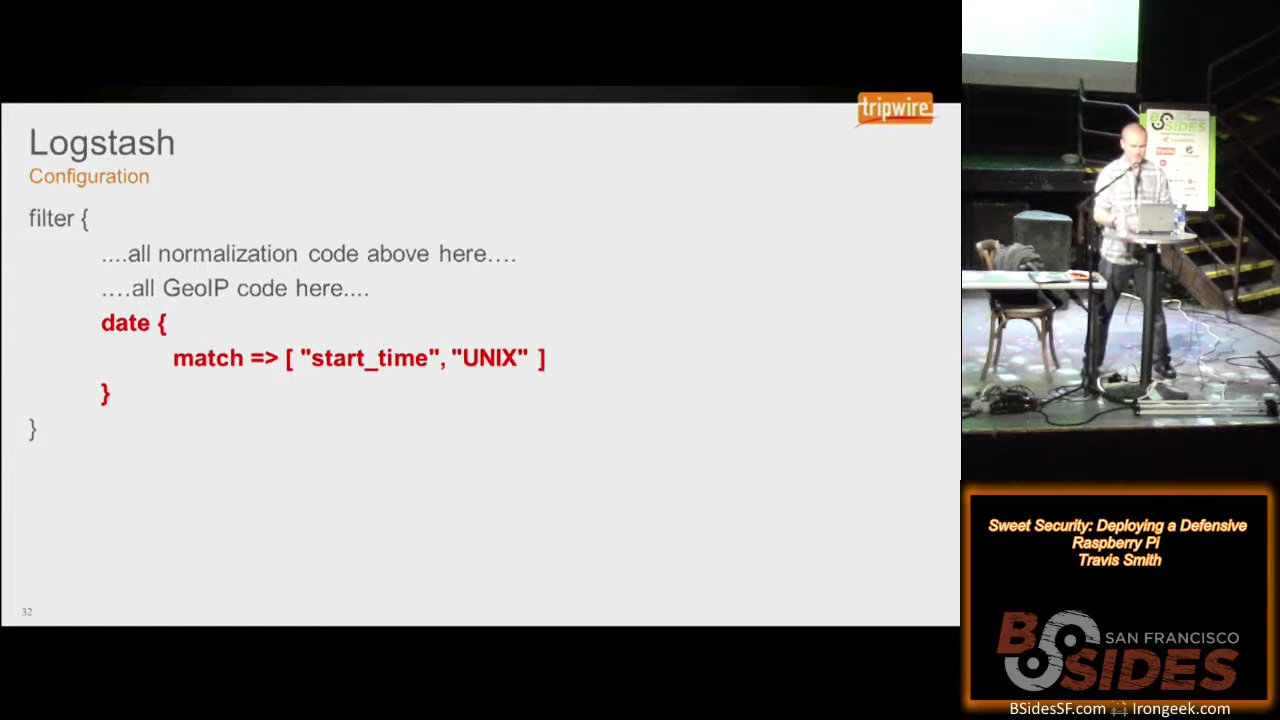 tripwire
Logstash
Configuration
filter {
....all normalization code above here….
….all GeoIP code here....
date {
match => [ "start_time", "UNIX" ]
}
}
32
BSIDES
Sweet Security: Deploying a Defensive
Raspberry Pi
Travis Smith
BSIDES
SAN FRANCISCO
BSidesSF.com
Irongeek.com